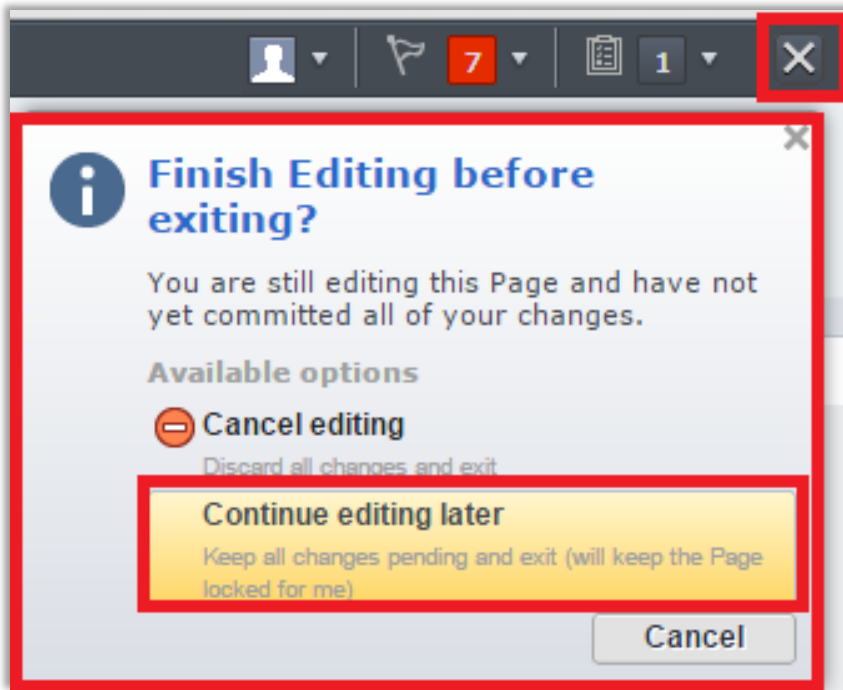 7
1
Finish Editing before
exiting?
You are still editing this Page and have not
yet committed all of your changes.
Available options
Cancel editing
Discard all changes and exit
Continue editing later
Keep all changes pending and exit (will keep the Page
locked for me)
Cancel